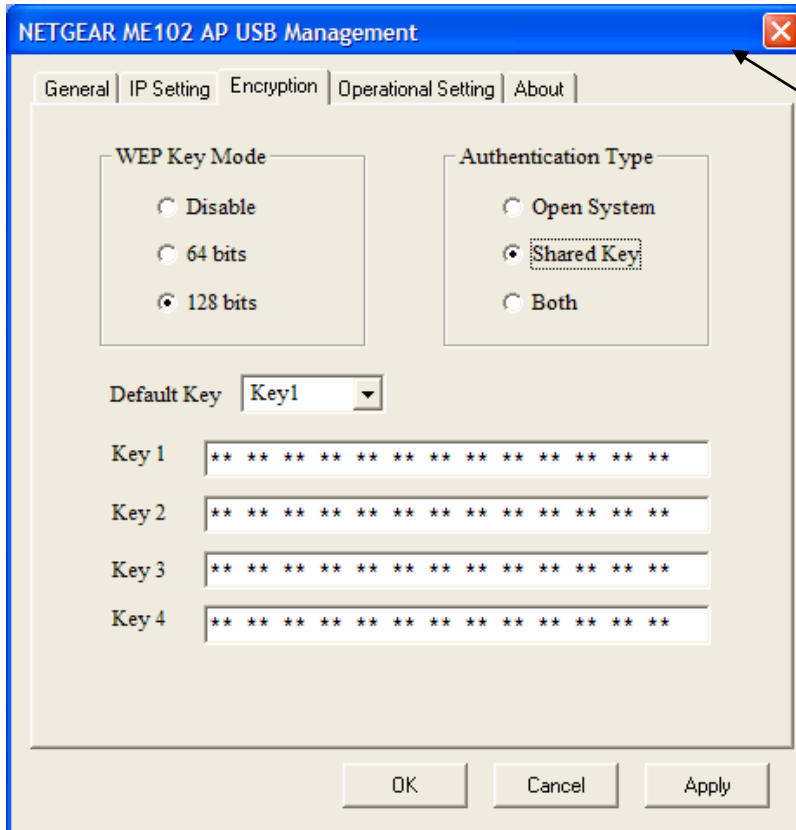 NETGEAR ME102 AP USB Management
General IP Setting Encryption Operational Setting About
WEP Key Mode
Disable
64 bits
128 bits
Authentication Type
Open System
Shared Key
Both
Default Key Key1
Key 1 ** ** ** ** ** ** ** ** ** ** ** ** **
Key 2 ** ** ** ** ** ** ** ** ** ** ** ** **
Key 3 ** ** ** ** ** ** ** ** ** ** ** ** **
Key 4 ** ** ** ** ** ** ** ** ** ** ** ** **
OK Cancel Apply